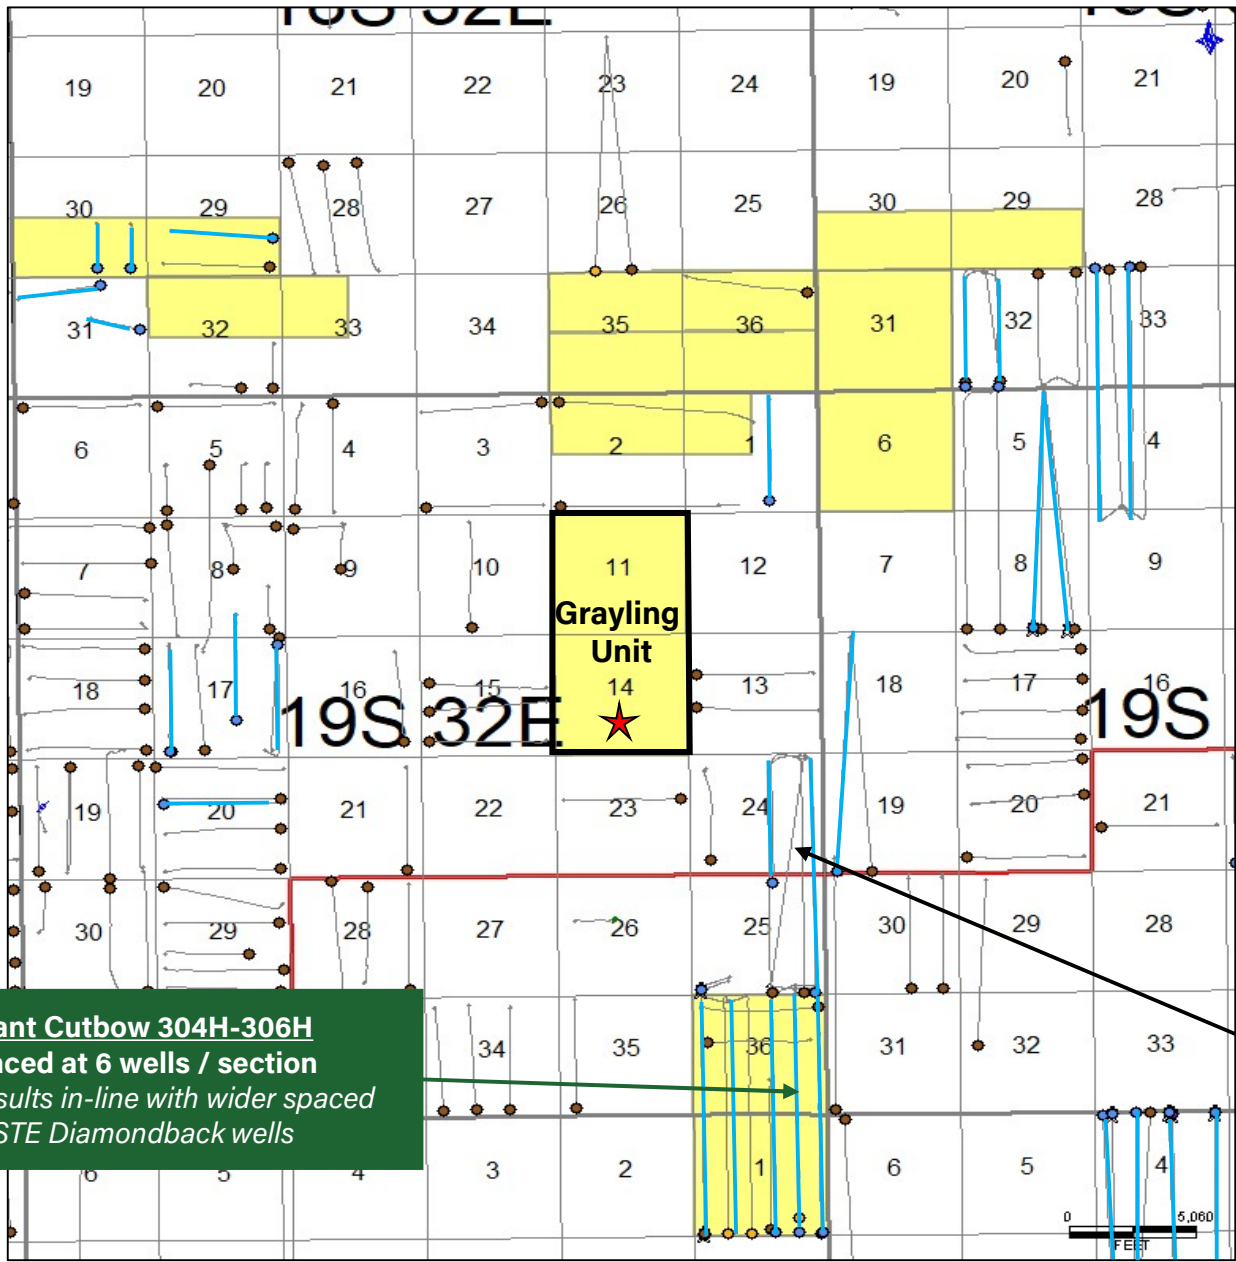 19 20 21 22 23 24 19 20 21
30 29 28 27 26 25 30 29 28
31 32 33 34 35 36 31 32 33
6 5 4 3 2 1 6 5 4
7 8 9 10 11 12 7 8 9
Grayling
Unit
18 17 16 15 14 13 18 17 16
19S 32E 19S
19 20 21 22 23 24 19 20 21
30 29 28 27 26 25 30 29 28
34 35 36 31 32 33
ant Cutbow 304H-306H
aced at 6 wells / section
sults in-line with wider spaced
STE Diamondback wells
6 5 4 3 2 1 6 5 4
0 5,060
FEET